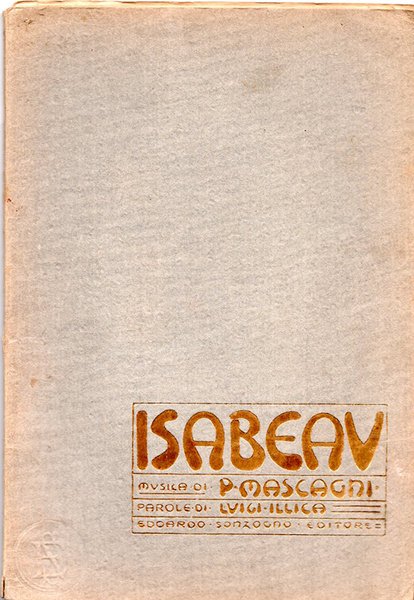 ISABEAV
MVSICA DI P·MASCAGNI
PAROLE·DI·LVIGI·ILLICA
EDOARDO·SONZOGNO·EDITORE